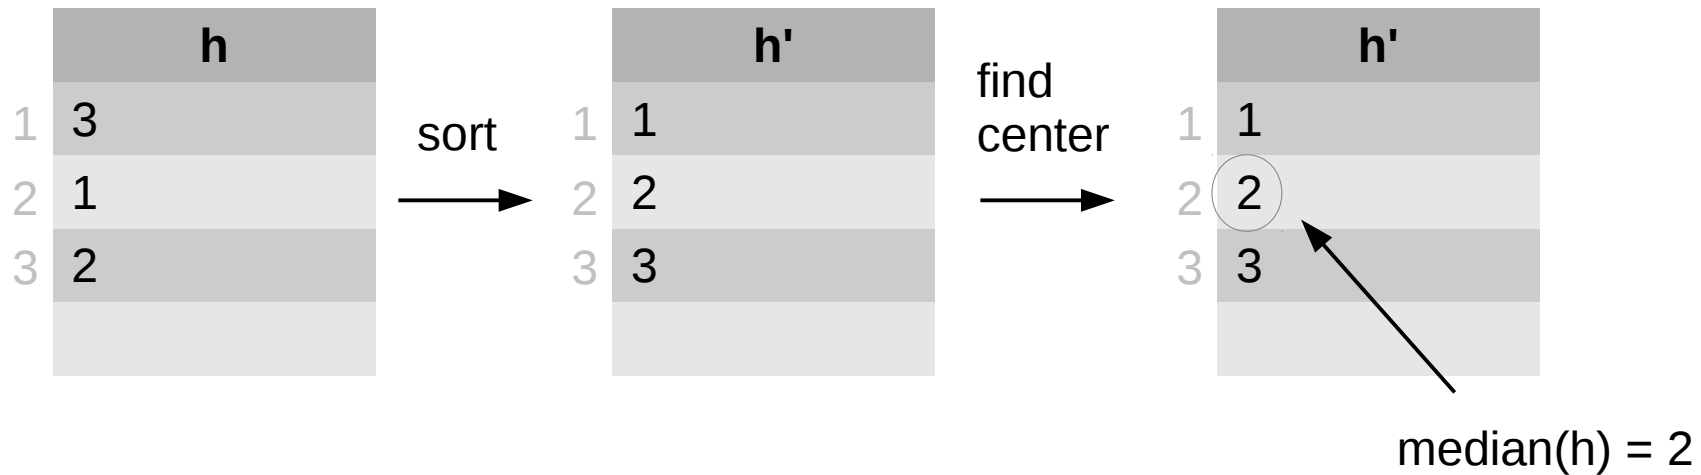 h
1 3
2 1
3 2
sort
h'
1 1
2 2
3 3
find
center
h'
1 1
2 2
3 3
median(h) = 2